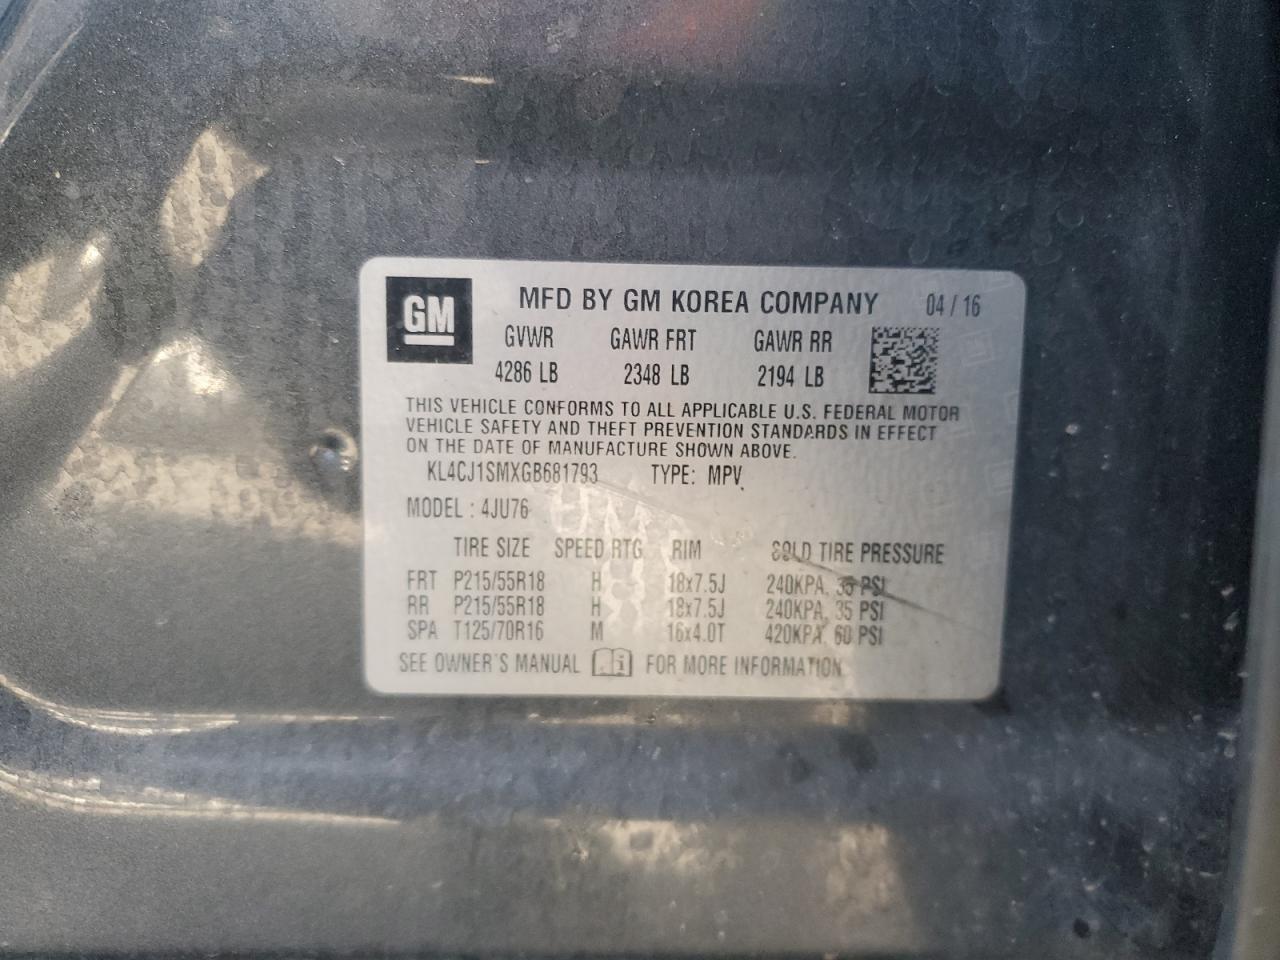 GM
MFD BY GM KOREA COMPANY 04 / 16
GVWR GAWR FRT GAWR RR
4286 LB 2348 LB 2194 LB
THIS VEHICLE CONFORMS TO ALL APPLICABLE U.S. FEDERAL MOTOR
VEHICLE SAFETY AND THEFT PREVENTION STANDARDS IN EFFECT
ON THE DATE OF MANUFACTURE SHOWN ABOVE.
KL4CJ1SMXGB681793 TYPE: MPV
MODEL : 4JU76
TIRE SIZE SPEED RTG RIM COLD TIRE PRESSURE
FRT P215/55R18 H 18x7.5J 240KPA, 35 PSI
RR P215/55R18 H 18x7.5J 240KPA, 35 PSI
SPA T125/70R16 M 16x4.0T 420KPA, 60 PSI
SEE OWNER'S MANUAL i FOR MORE INFORMATION